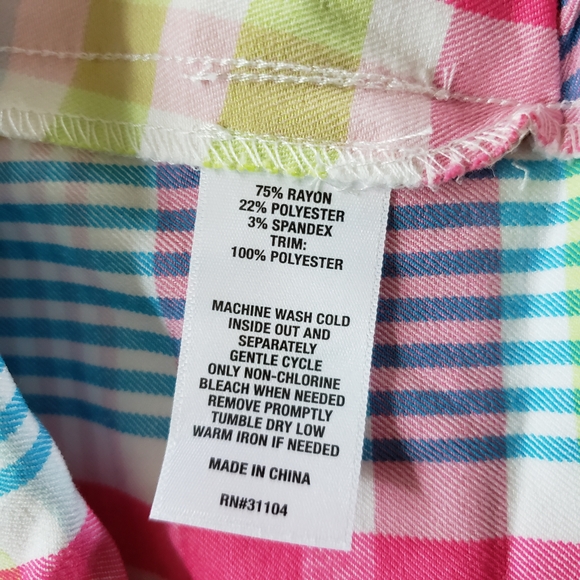 75% RAYON
22% POLYESTER
3% SPANDEX
TRIM:
100% POLYESTER
MACHINE WASH COLD
INSIDE OUT AND
SEPARATELY
GENTLE CYCLE
ONLY NON-CHLORINE
BLEACH WHEN NEEDED
REMOVE PROMPTLY
TUMBLE DRY LOW
WARM IRON IF NEEDED
MADE IN CHINA
RN#31104